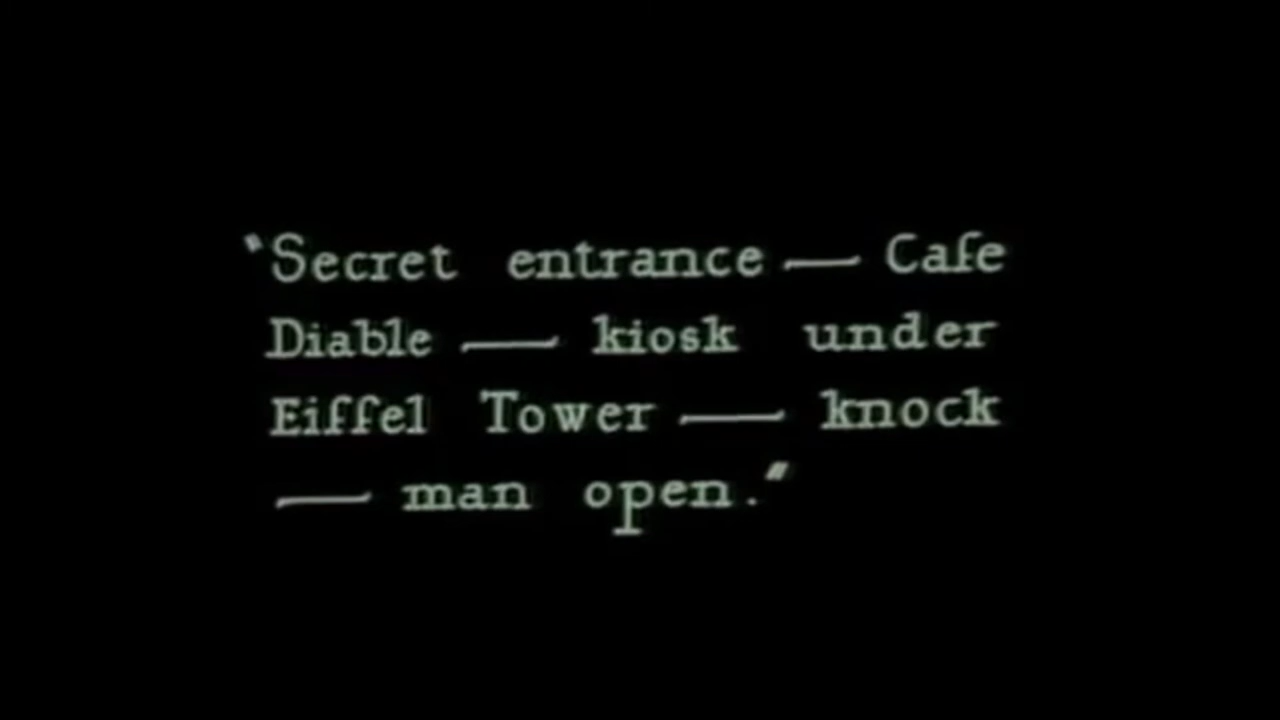 "Secret entrance — Cafe
Diable — kiosk under
Eiffel Tower — knock
— man open."